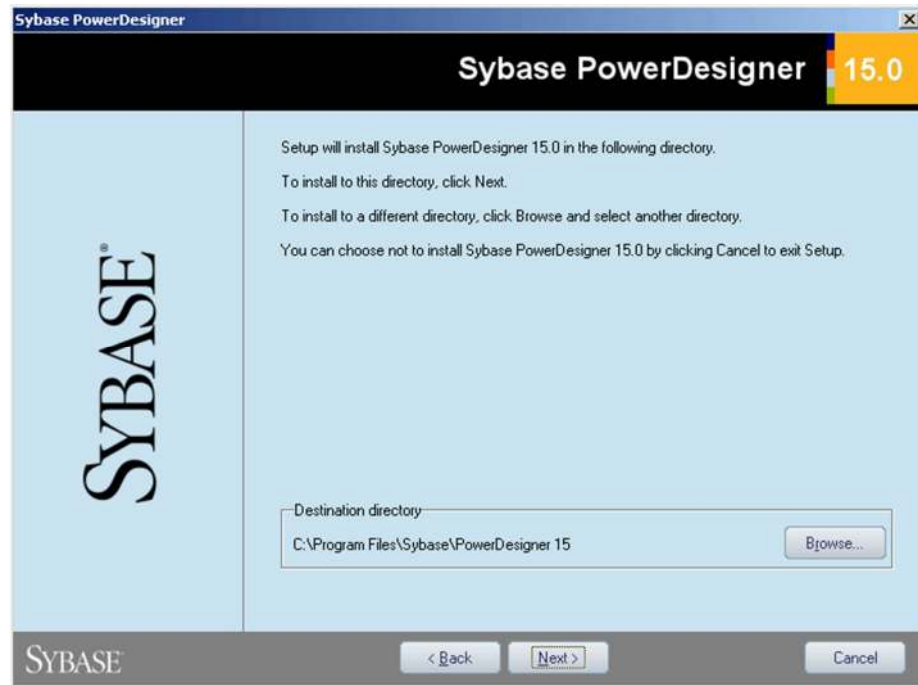 Sybase PowerDesigner
Sybase PowerDesigner 15.0
Setup will install Sybase PowerDesigner 15.0 in the following directory.
To install to this directory, click Next.
To install to a different directory, click Browse and select another directory.
You can choose not to install Sybase PowerDesigner 15.0 by clicking Cancel to exit Setup.
SYBASE®
Destination directory
C:\Program Files\Sybase\PowerDesigner 15
Browse...
SYBASE
< Back
Next >
Cancel